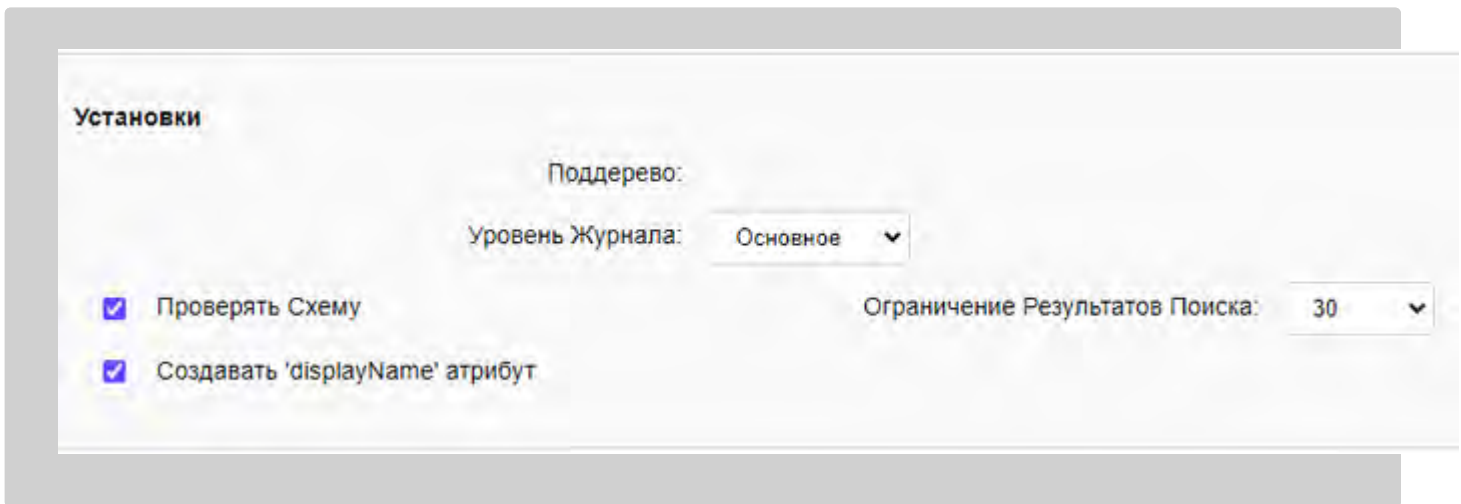 Установки
Поддерево:
Уровень Журнала: Основное
Проверять Схему Ограничение Результатов Поиска: 30
Создавать 'displayName' атрибут